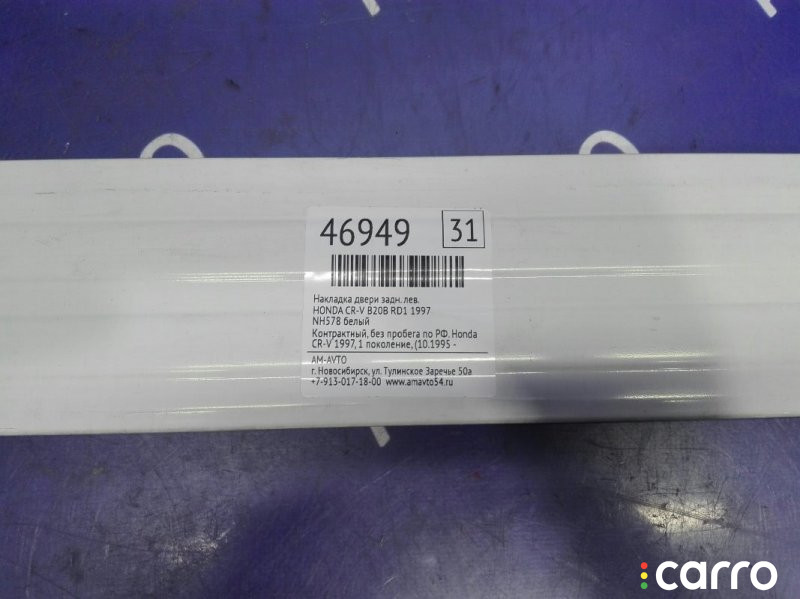 46949 31
Накладка двери задн. лев.
HONDA CR-V B20B RD1 1997
NH578 белый
Контрактный, без пробега по РФ. Honda
CR-V 1997, 1 поколение, (10.1995 -
АМ-АVТО
г. Новосибирск, ул. Тулинское Заречье 50а
+7-913-017-18-00 www.amavto54.ru
carro